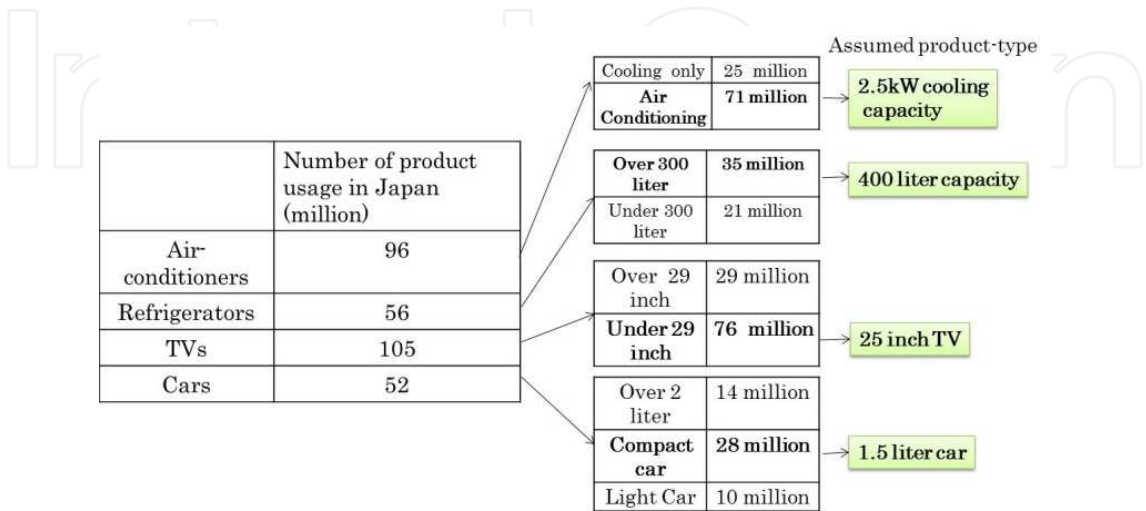 Assumed product-type
Cooling only 25 million
Air
Conditioning
71 million
2.5kW cooling
capacity
Number of product
usage in Japan
(million)
Air-
conditioners
96
Refrigerators 56
TVs 105
Cars 52
Over 300
liter
35 million
400 liter capacity
Under 300
liter
21 million
Over 29
inch
29 million
Under 29
inch
76 million
25 inch TV
Over 2
liter
14 million
Compact
car
28 million
1.5 liter car
Light Car 10 million